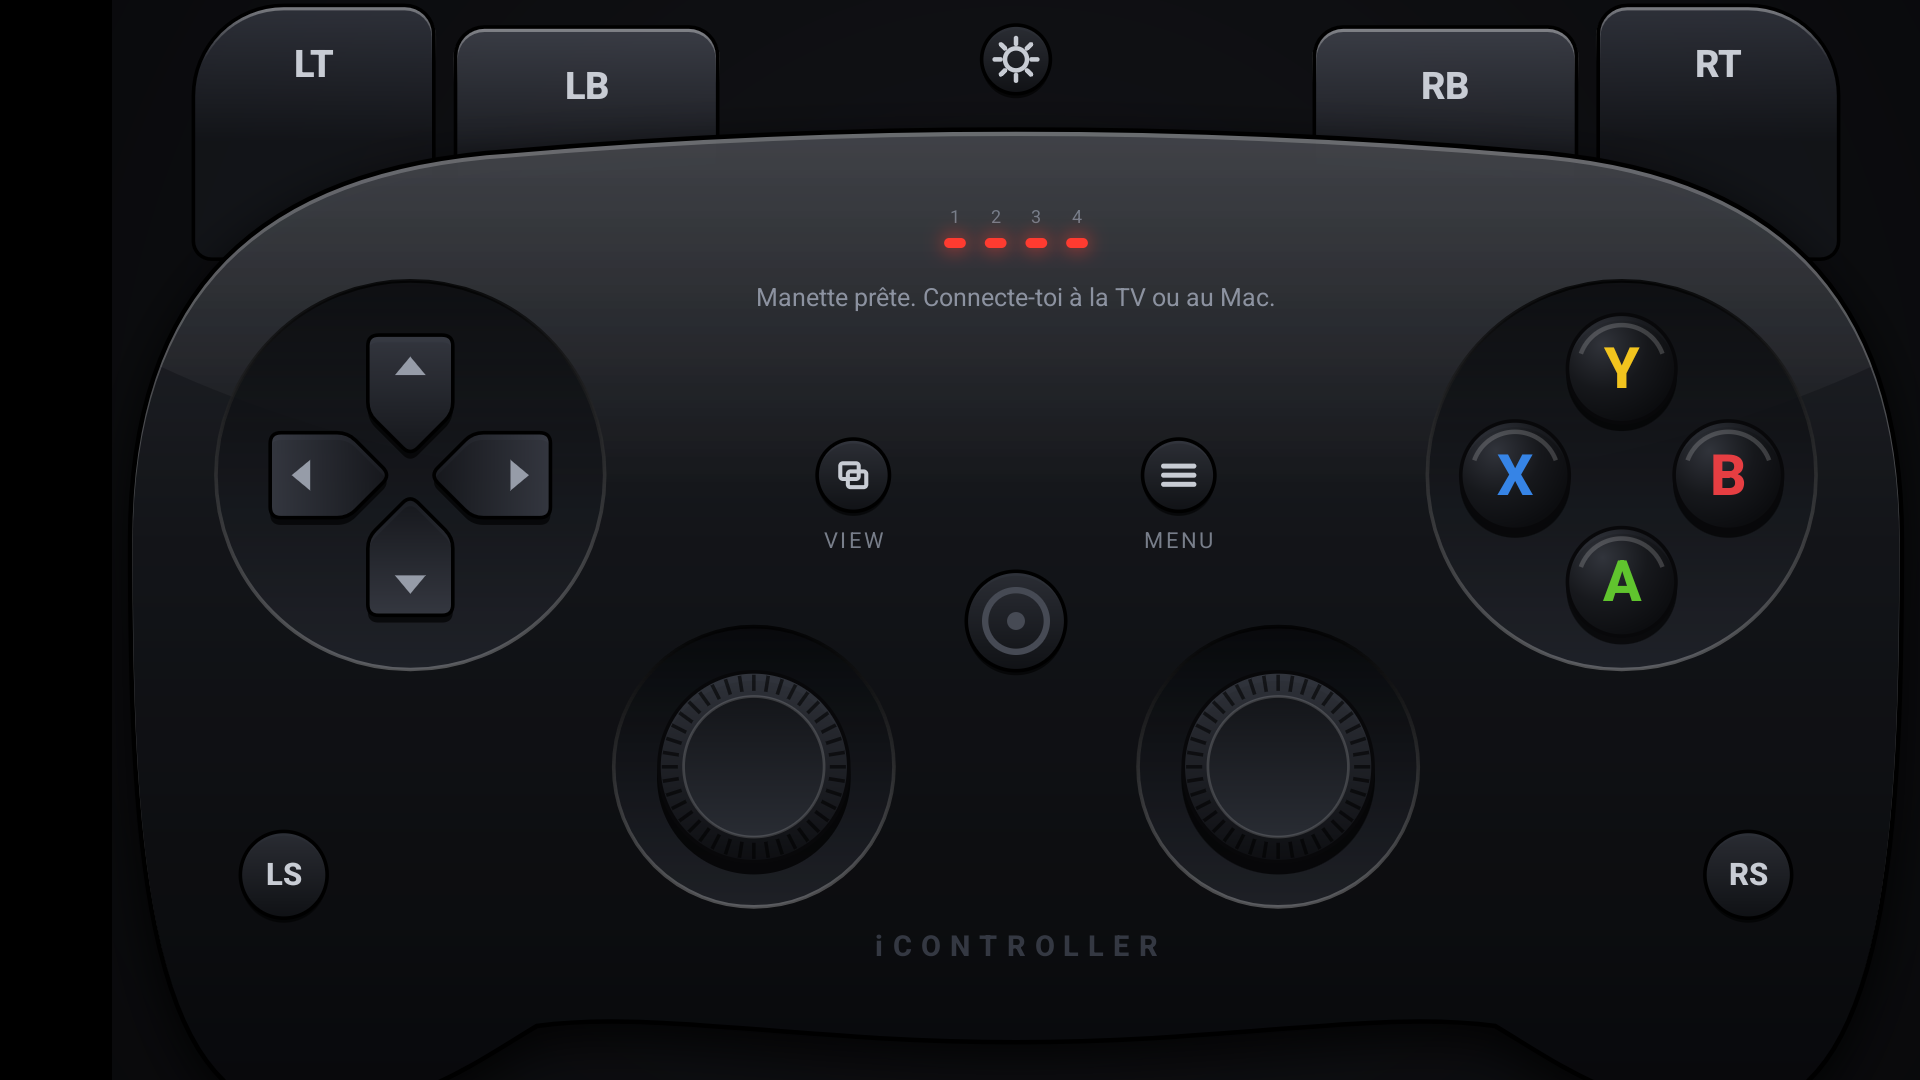 LT
LB
RB
RT
1 2 3 4
Manette prête. Connecte-toi à la TV ou au Mac.
Y
X
B
A
VIEW
MENU
LS
RS
iCONTROLLER